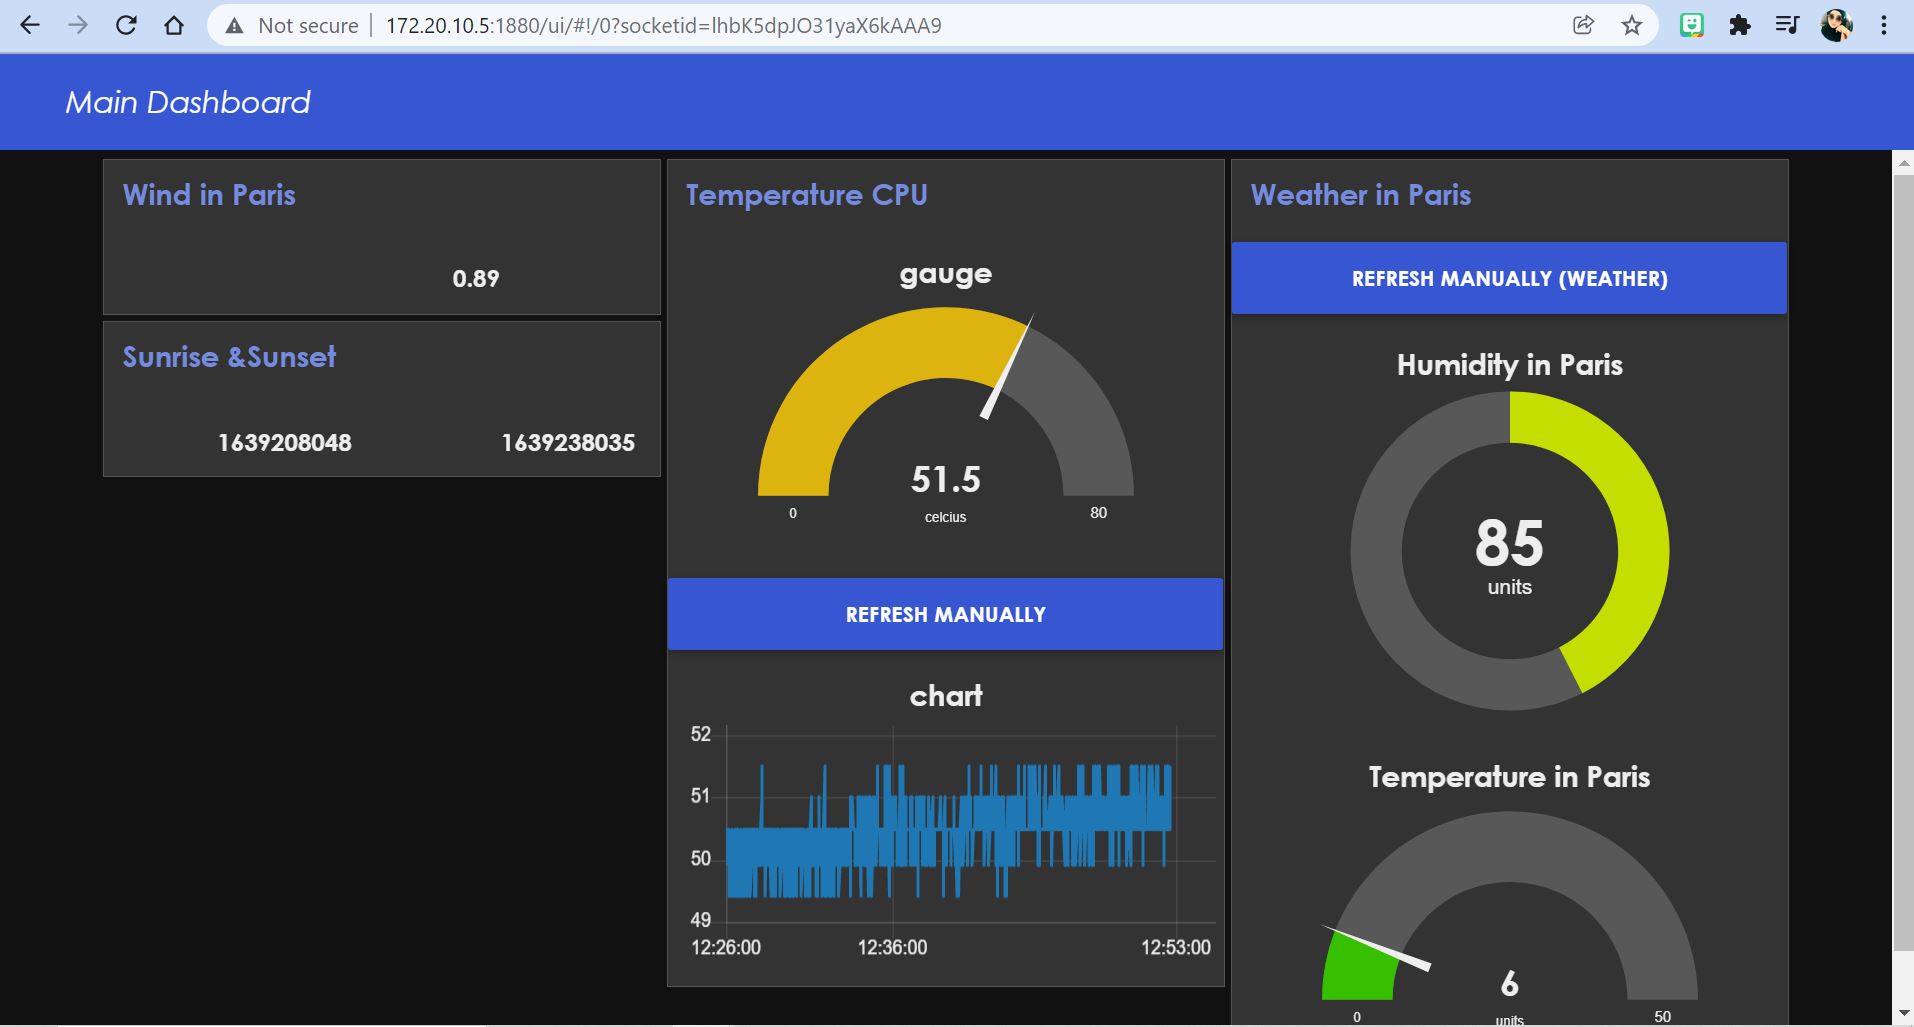 Not secure | 172.20.10.5:1880/ui/#!/0?socketid=lhbK5dpJO31yaX6kAAA9
Main Dashboard
Wind in Paris
0.89
Sunrise &Sunset
1639208048 1639238035
Temperature CPU
gauge
51.5
celcius
0 80
REFRESH MANUALLY
chart
52
51
50
49
12:26:00 12:36:00 12:53:00
Weather in Paris
REFRESH MANUALLY (WEATHER)
Humidity in Paris
85
units
Temperature in Paris
6
units
0 50